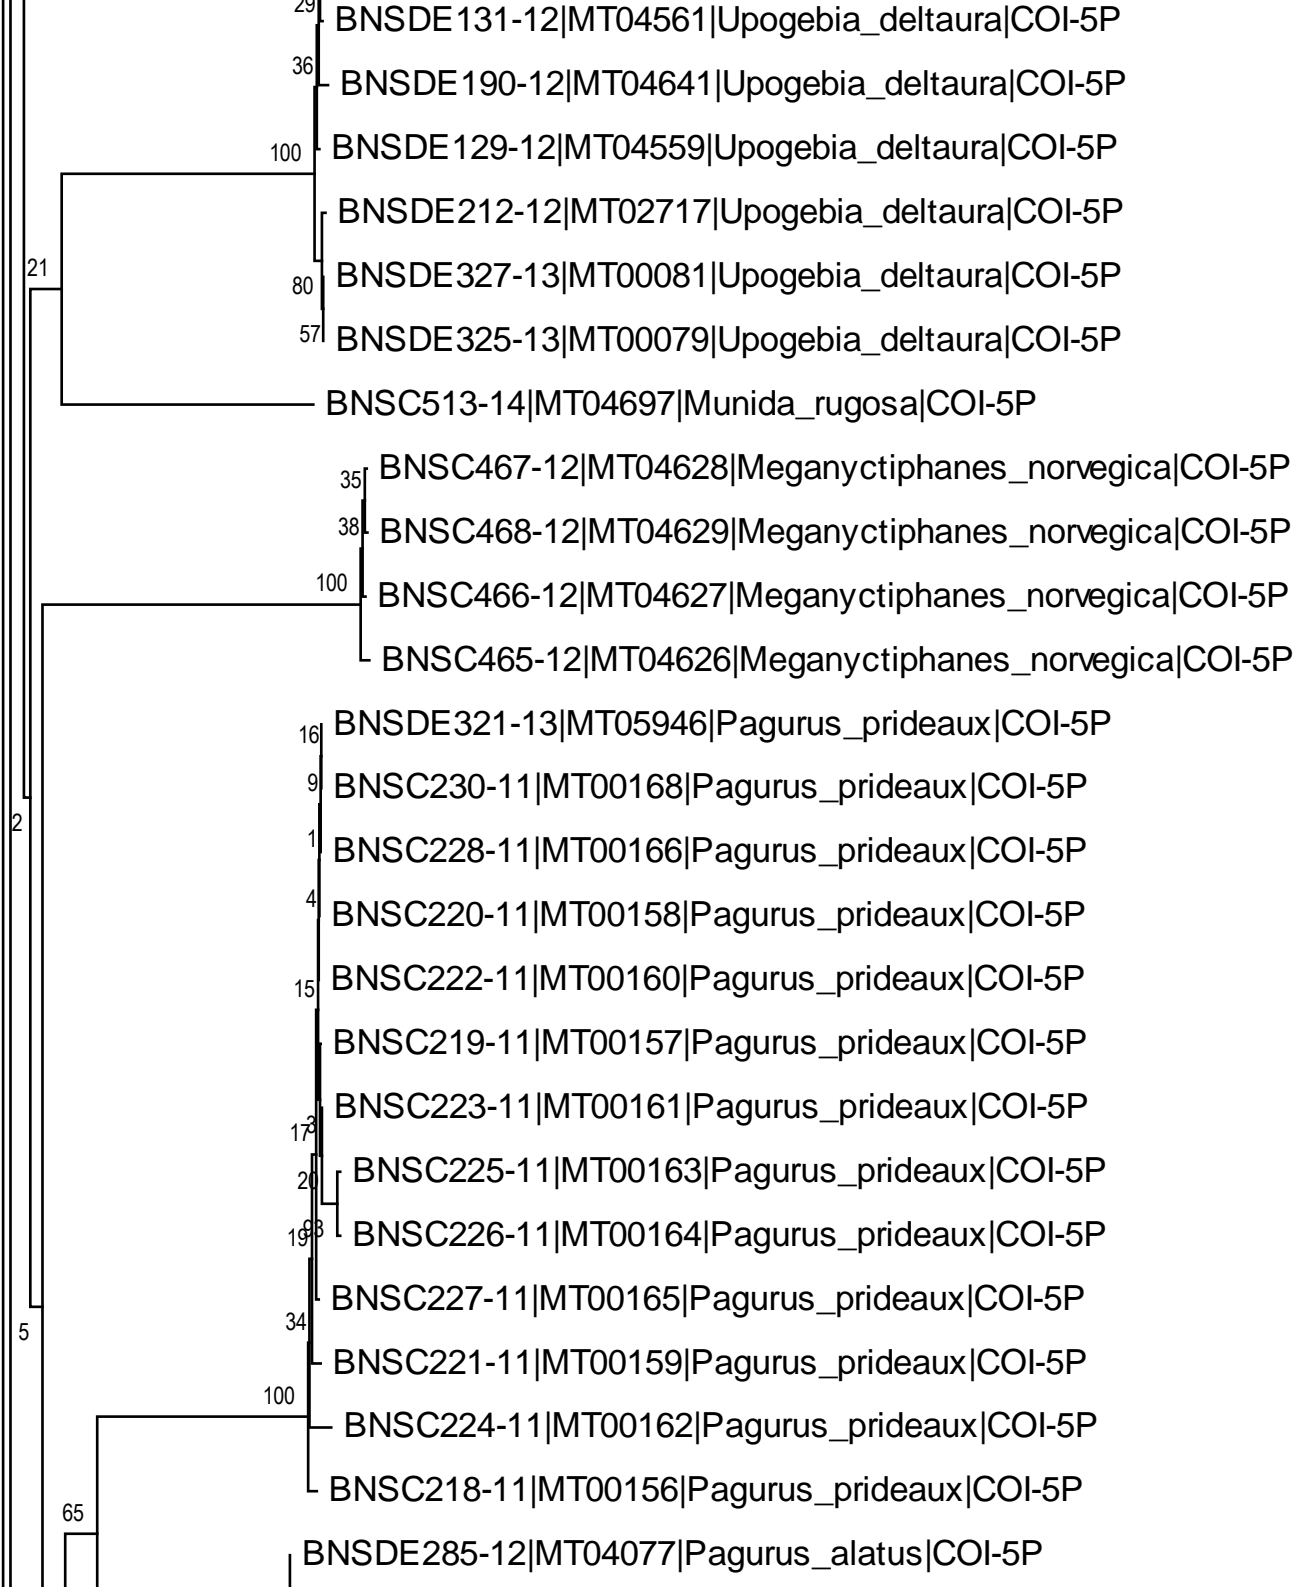 29
BNSDE131-12|MT04561|Upogebia_deltaura|COI-5P
36
BNSDE190-12|MT04641|Upogebia_deltaura|COI-5P
100
BNSDE129-12|MT04559|Upogebia_deltaura|COI-5P
BNSDE212-12|MT02717|Upogebia_deltaura|COI-5P
21
80
BNSDE327-13|MT00081|Upogebia_deltaura|COI-5P
57
BNSDE325-13|MT00079|Upogebia_deltaura|COI-5P
BNSC513-14|MT04697|Munida_rugosa|COI-5P
35
BNSC467-12|MT04628|Meganyctiphanes_norvegica|COI-5P
38
BNSC468-12|MT04629|Meganyctiphanes_norvegica|COI-5P
100
BNSC466-12|MT04627|Meganyctiphanes_norvegica|COI-5P
BNSC465-12|MT04626|Meganyctiphanes_norvegica|COI-5P
16
BNSDE321-13|MT05946|Pagurus_prideaux|COI-5P
9
BNSC230-11|MT00168|Pagurus_prideaux|COI-5P
2
1
BNSC228-11|MT00166|Pagurus_prideaux|COI-5P
4
BNSC220-11|MT00158|Pagurus_prideaux|COI-5P
15
BNSC222-11|MT00160|Pagurus_prideaux|COI-5P
BNSC219-11|MT00157|Pagurus_prideaux|COI-5P
BNSC223-11|MT00161|Pagurus_prideaux|COI-5P
17
3
20
BNSC225-11|MT00163|Pagurus_prideaux|COI-5P
19
93
BNSC226-11|MT00164|Pagurus_prideaux|COI-5P
BNSC227-11|MT00165|Pagurus_prideaux|COI-5P
5
34
BNSC221-11|MT00159|Pagurus_prideaux|COI-5P
100
BNSC224-11|MT00162|Pagurus_prideaux|COI-5P
BNSC218-11|MT00156|Pagurus_prideaux|COI-5P
65
BNSDE285-12|MT04077|Pagurus_alatus|COI-5P